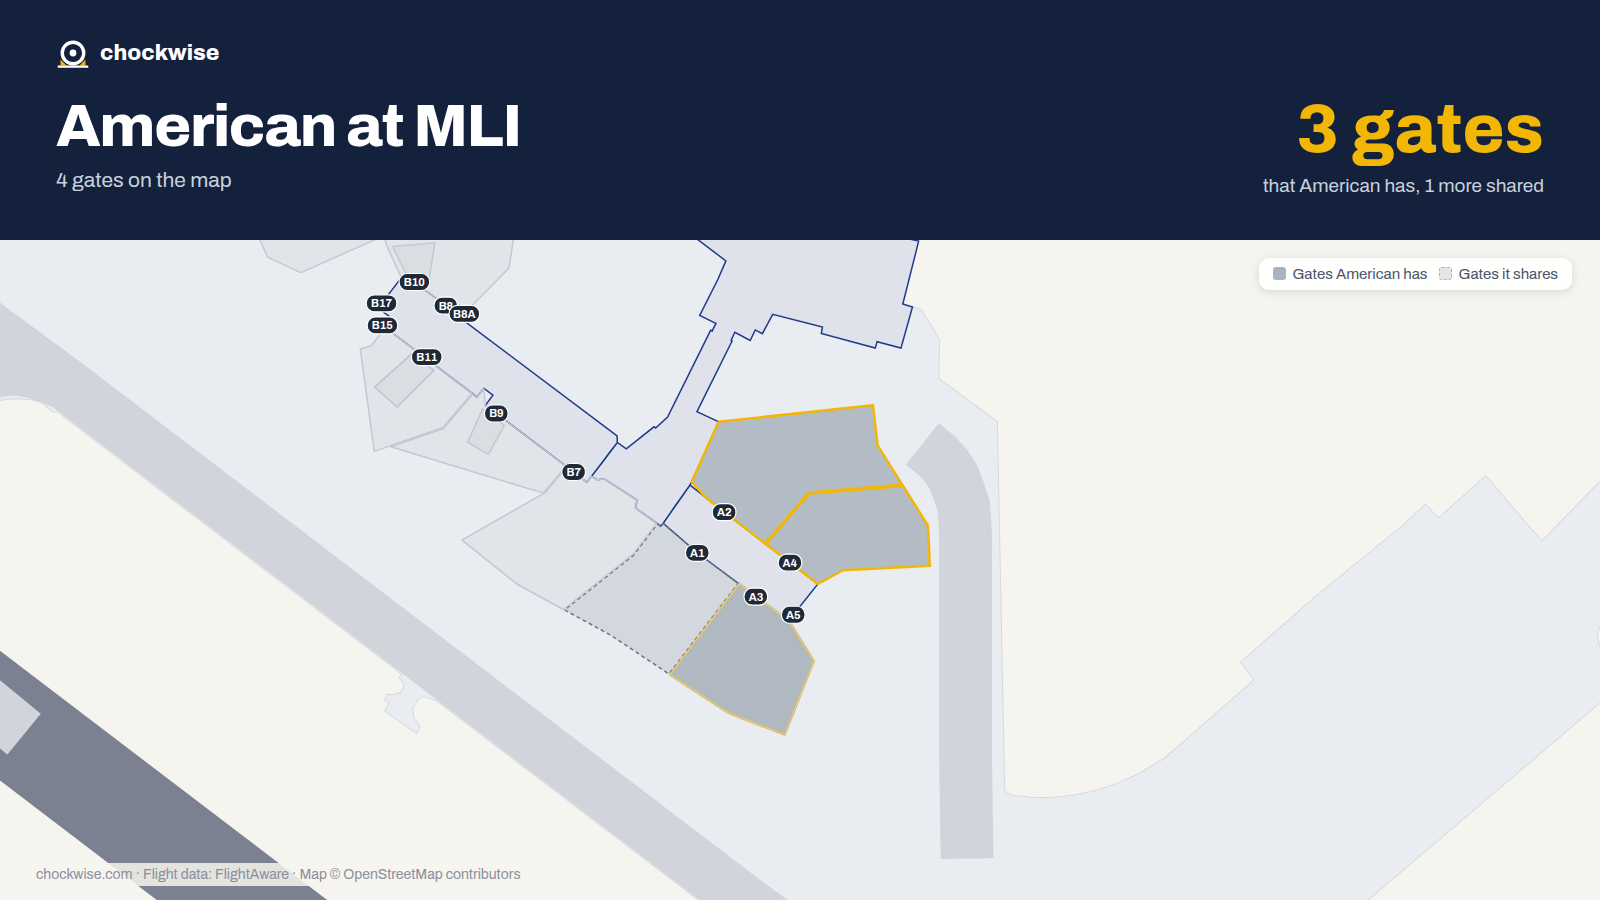 chockwise
American at MLI
4 gates on the map
3 gates
that American has, 1 more shared
Gates American has
Gates it shares
B10
B17
B8
B8A
B15
B11
B9
B7
A2
A1
A4
A3
A5
chockwise.com · Flight data: FlightAware · Map © OpenStreetMap contributors